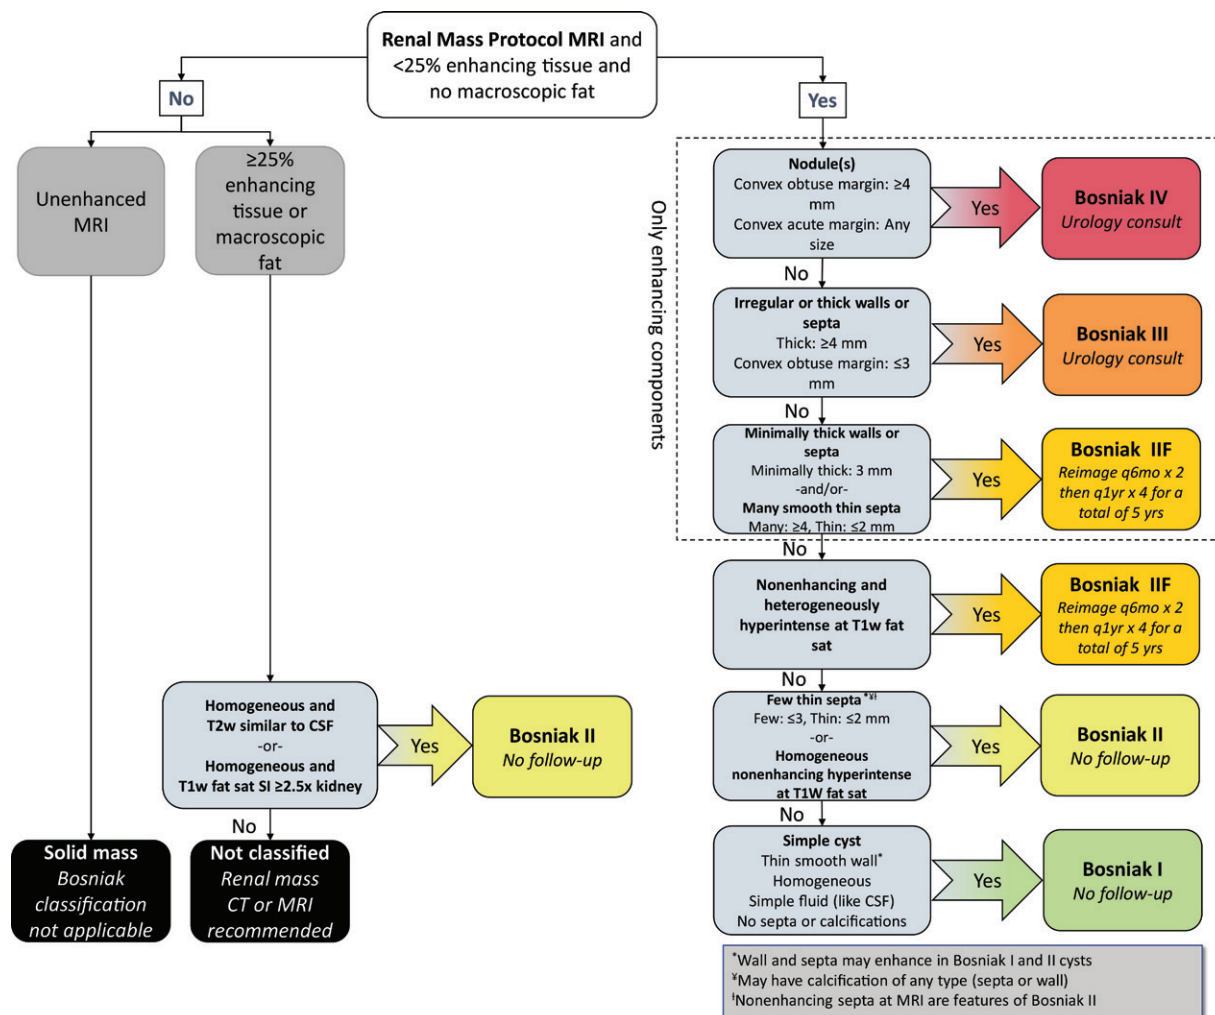 Renal Mass Protocol MRI and
<25% enhancing tissue and
no macroscopic fat
No
Yes
Unenhanced
MRI
≥25%
enhancing
tissue or
macroscopic
fat
Only enhancing components
Nodule(s)
Convex obtuse margin: ≥4
mm
Convex acute margin: Any
size
Yes
Bosniak IV
Urology consult
No
Irregular or thick walls or
septa
Thick: ≥4 mm
Convex obtuse margin: ≤3
mm
Yes
Bosniak III
Urology consult
No
Minimally thick walls or
septa
Minimally thick: 3 mm
-and/or-
Many smooth thin septa
Many: ≥4, Thin: ≤2 mm
Yes
Bosniak IIF
Reimage q6mo x 2
then q1yr x 4 for a
total of 5 yrs
No
Nonenhancing and
heterogeneously
hyperintense at T1w fat
sat
Yes
Bosniak IIF
Reimage q6mo x 2
then q1yr x 4 for a
total of 5 yrs
No
Few thin septa *¥ƚ
Few: ≤3, Thin: ≤2 mm
-or-
Homogeneous
nonenhancing hyperintense
at T1W fat sat
Yes
Bosniak II
No follow-up
No
Simple cyst
Thin smooth wall*
Homogeneous
Simple fluid (like CSF)
No septa or calcifications
Yes
Bosniak I
No follow-up
Homogeneous and
T2w similar to CSF
-or-
Homogeneous and
T1w fat sat SI ≥2.5x kidney
Yes
Bosniak II
No follow-up
No
Solid mass
Bosniak
classification
not applicable
Not classified
Renal mass
CT or MRI
recommended
*Wall and septa may enhance in Bosniak I and II cysts
¥May have calcification of any type (septa or wall)
ƚNonenhancing septa at MRI are features of Bosniak II